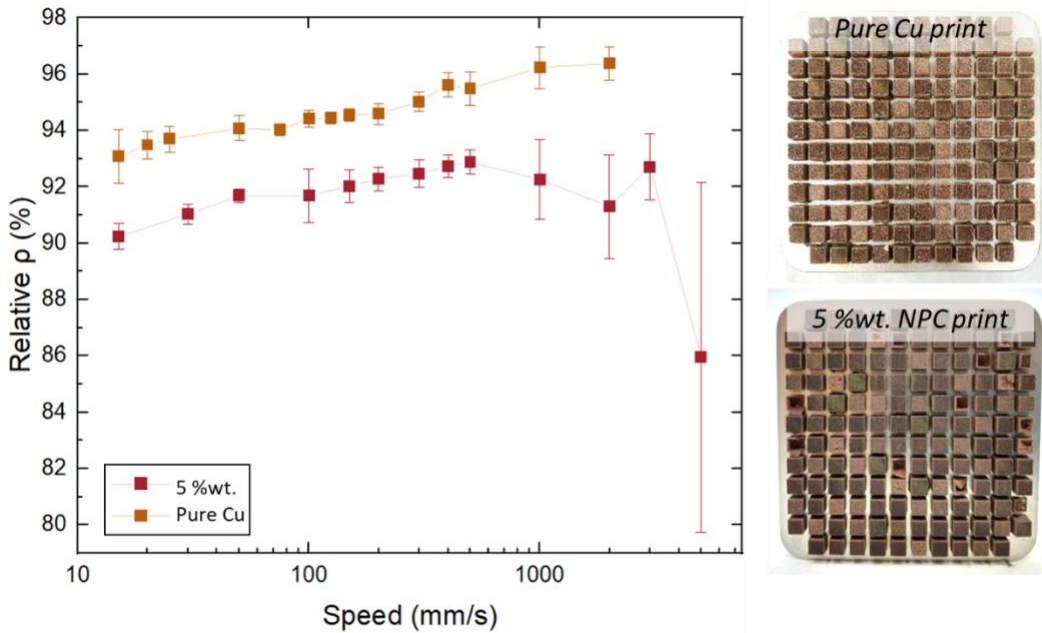 98
96
94
92
90
88
86
84
82
80
Relative ρ (%)
5 %wt.
Pure Cu
10
100
1000
Speed (mm/s)
Pure Cu print
5 %wt. NPC print